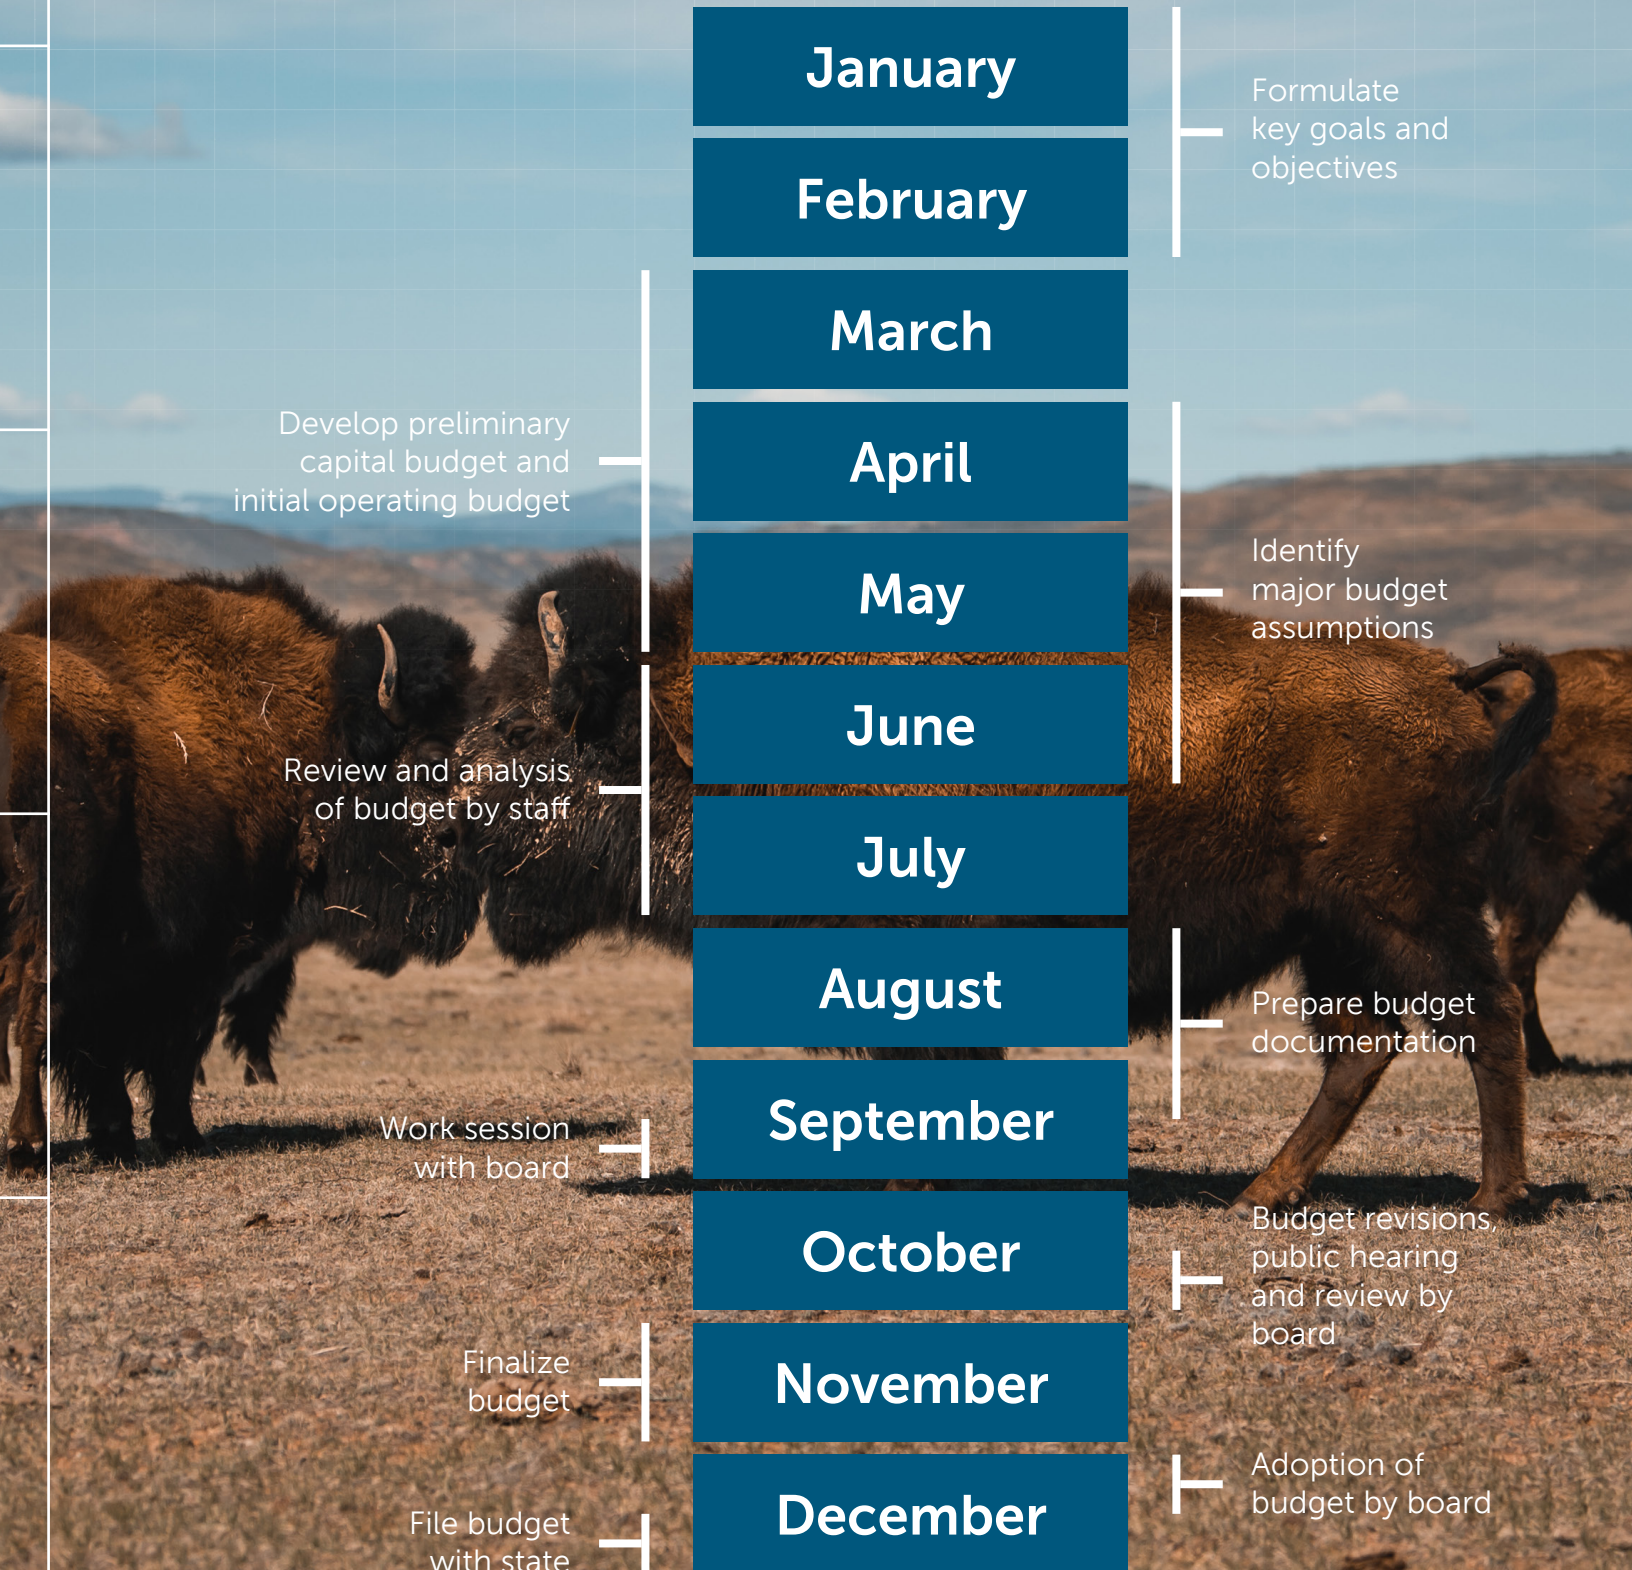 January
February
Formulate
key goals and
objectives
March
April
May
Develop preliminary
capital budget and
initial operating budget
Identify
major budget
assumptions
June
July
Review and analysis
of budget by staff
August
September
Prepare budget
documentation
Work session
with board
October
Budget revisions,
public hearing
and review by
board
November
Finalize
budget
December
Adoption of
budget by board
File budget
with state